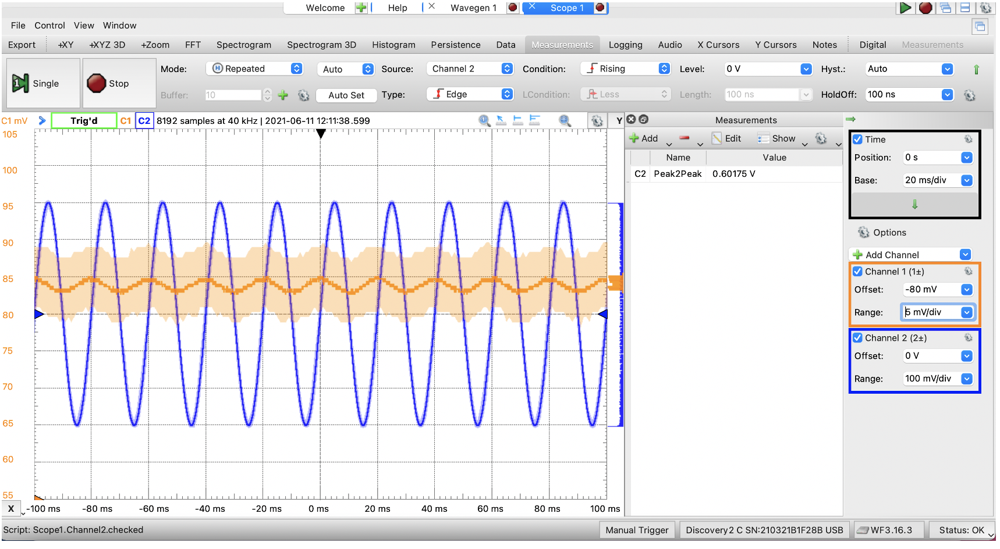 Welcome Help Wavegen 1 Scope 1
File Control View Window
Export +XY +XYZ 3D +Zoom FFT Spectrogram Spectrogram 3D Histogram Persistence Data Measurements Logging Audio X Cursors Y Cursors Notes Digital Measurements
Single Stop Mode: Repeated Auto Source: Channel 2 Condition: Rising Level: 0 V Hyst.: Auto
Buffer: 10 Auto Set Type: Edge LCondition: Less Length: 100 ns HoldOff: 100 ns
C1 mV Trig'd C1 C2 8192 samples at 40 kHz | 2021-06-11 12:11:38.599 Y
105
100
95
90
85
80
75
70
65
60
55
X -100 ms -80 ms -60 ms -40 ms -20 ms 0 ms 20 ms 40 ms 60 ms 80 ms 100 ms
Measurements
Add Edit Show
Name Value
C2 Peak2Peak 0.60175 V
Time
Position: 0 s
Base: 20 ms/div
Options
Add Channel
Channel 1 (1±)
Offset: -80 mV
Range: 5 mV/div
Channel 2 (2±)
Offset: 0 V
Range: 100 mV/div
Script: Scope1.Channel2.checked Manual Trigger Discovery2 C SN:210321B1F28B USB WF3.16.3 Status: OK